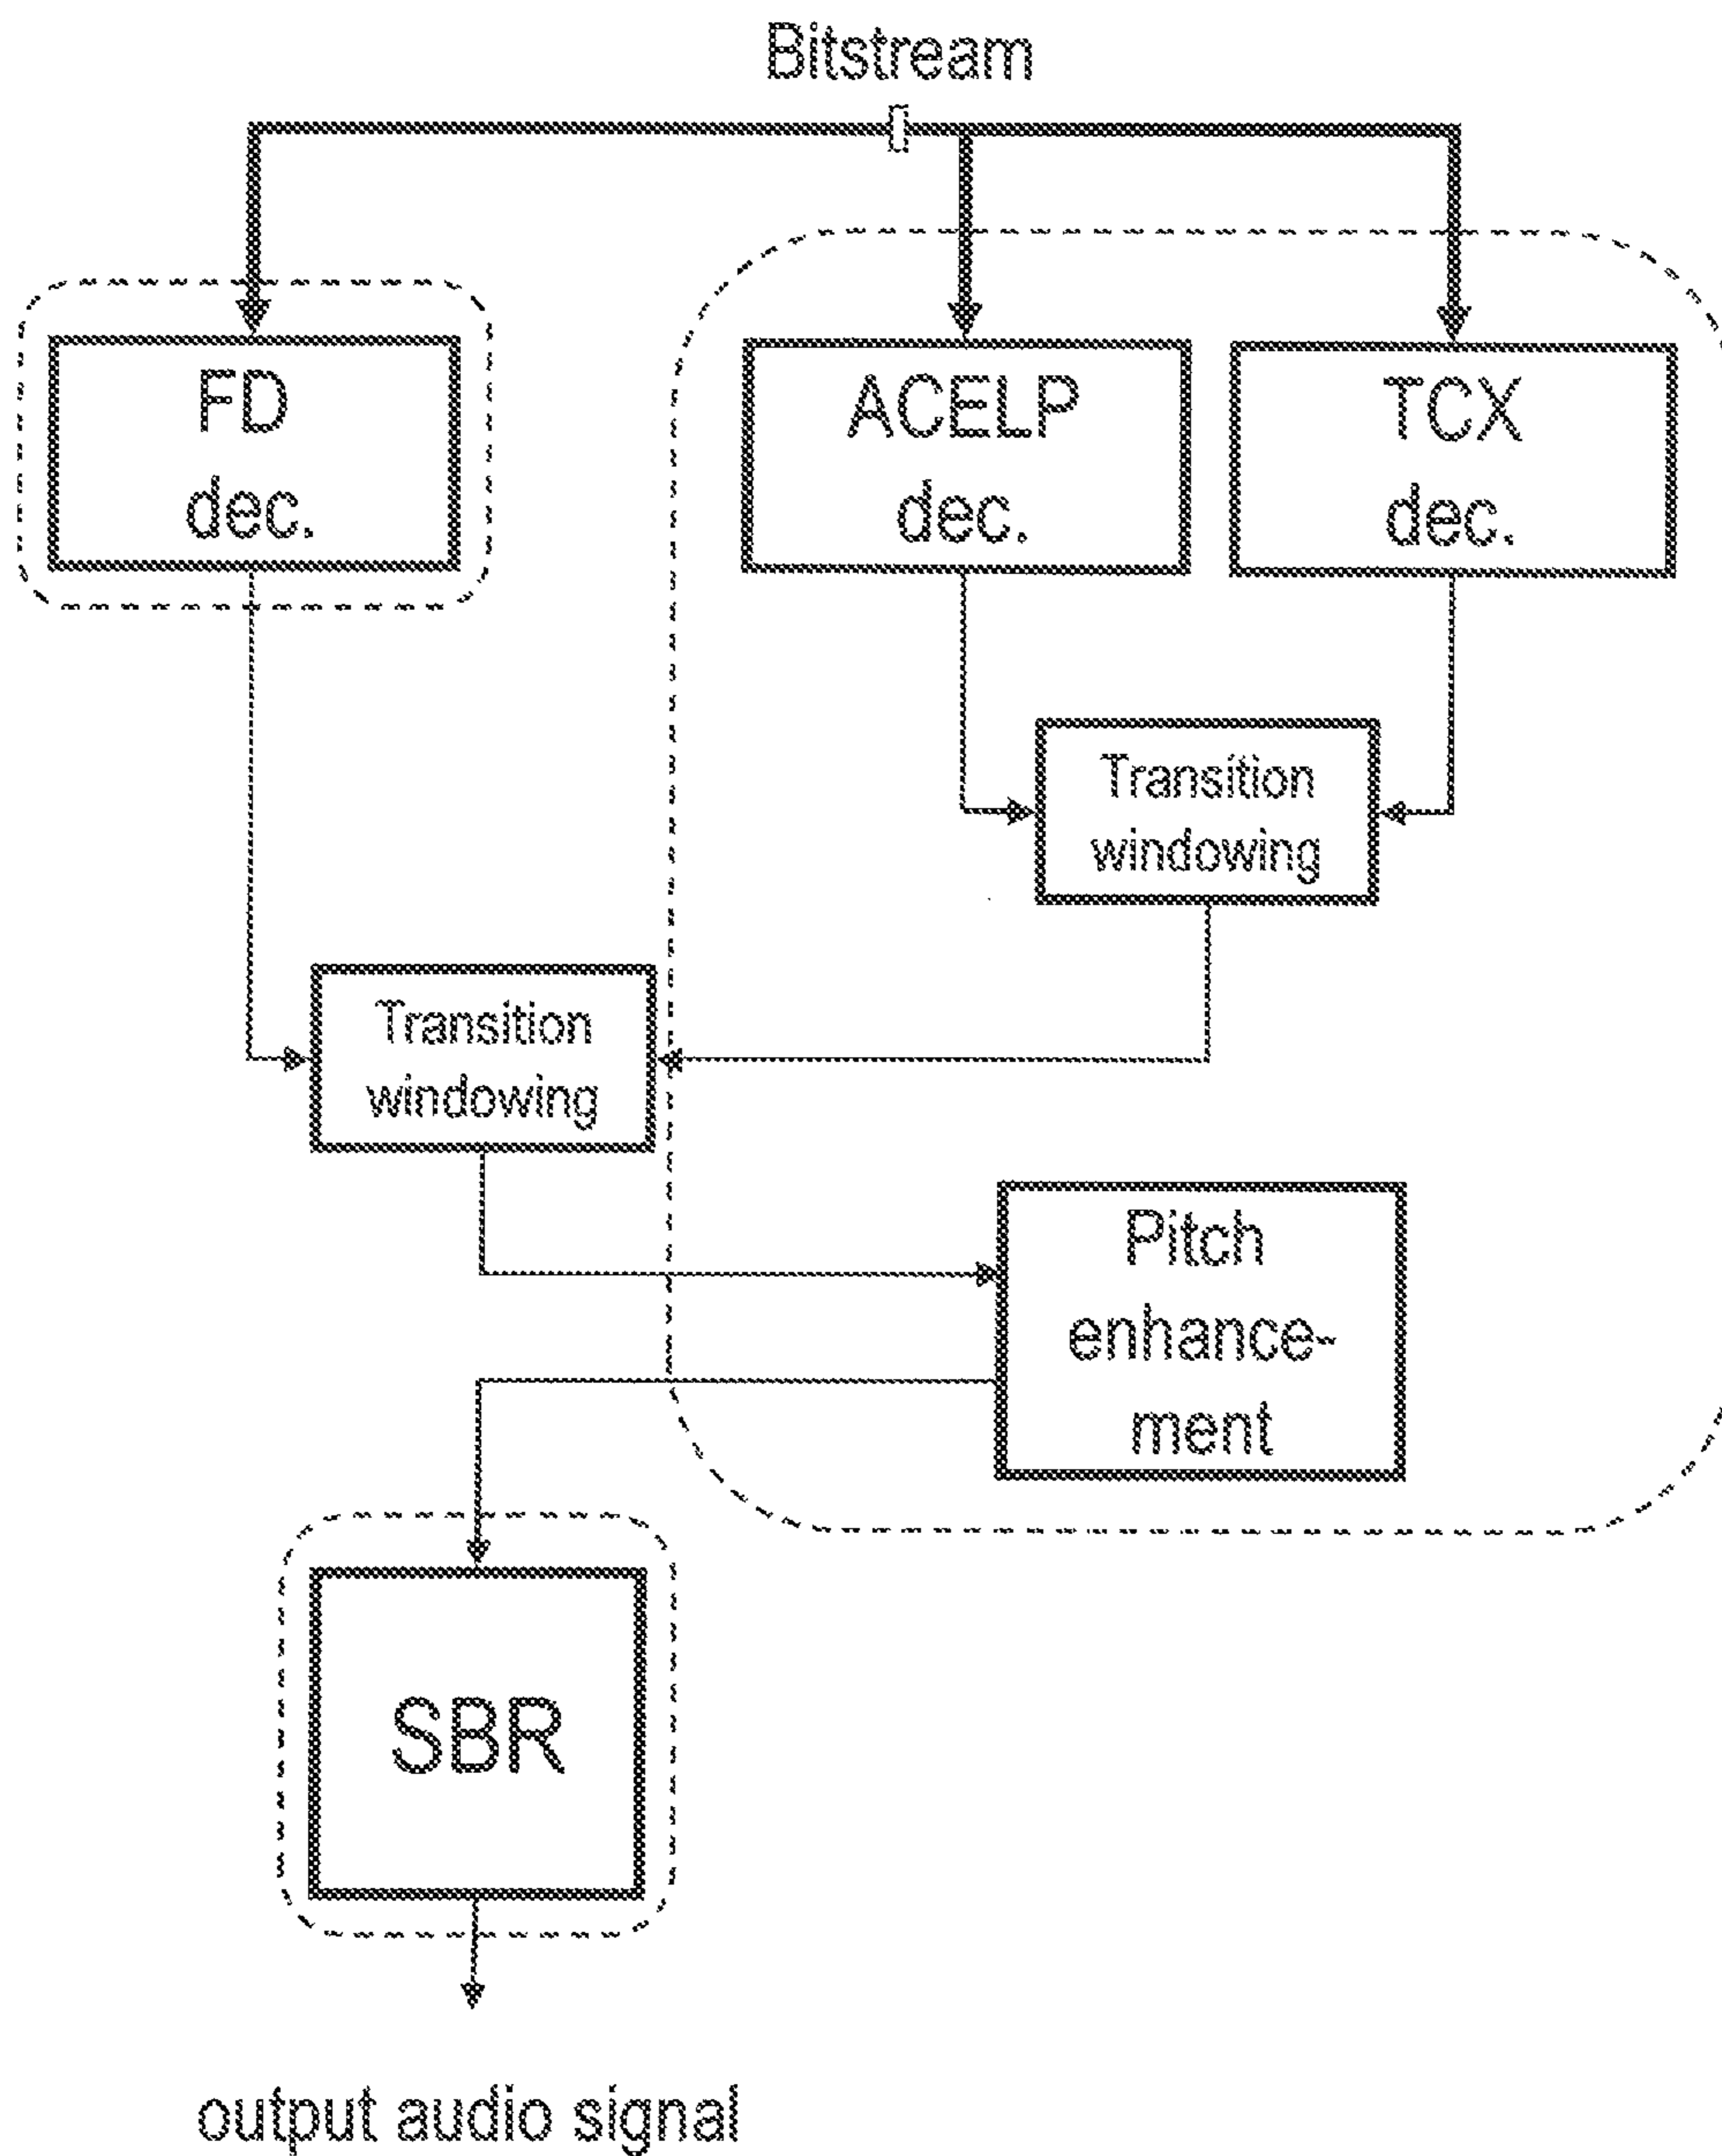 Bitstream
FD
dec.
ACELP
dec.
TCX
dec.
Transition
windowing
Transition
windowing
Pitch
enhance-
ment
SBR
output audio signal